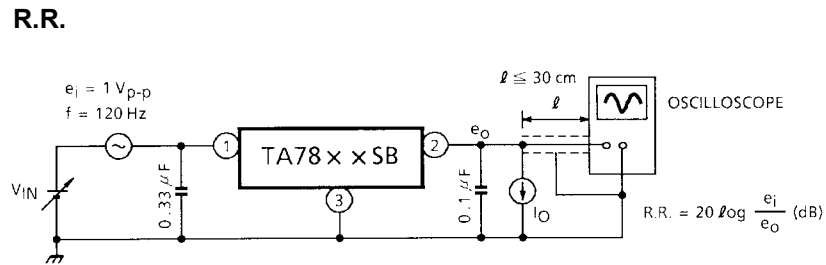 R.R.
ℓ ≦ 30 cm
eᵢ = 1 Vp-p
f = 120 Hz
ℓ
OSCILLOSCOPE
eₒ
1
TA78××SB
2
VIN
0.33 μF
3
0.1 μF
IO
R.R. = 20 ℓog eᵢ/eₒ (dB)